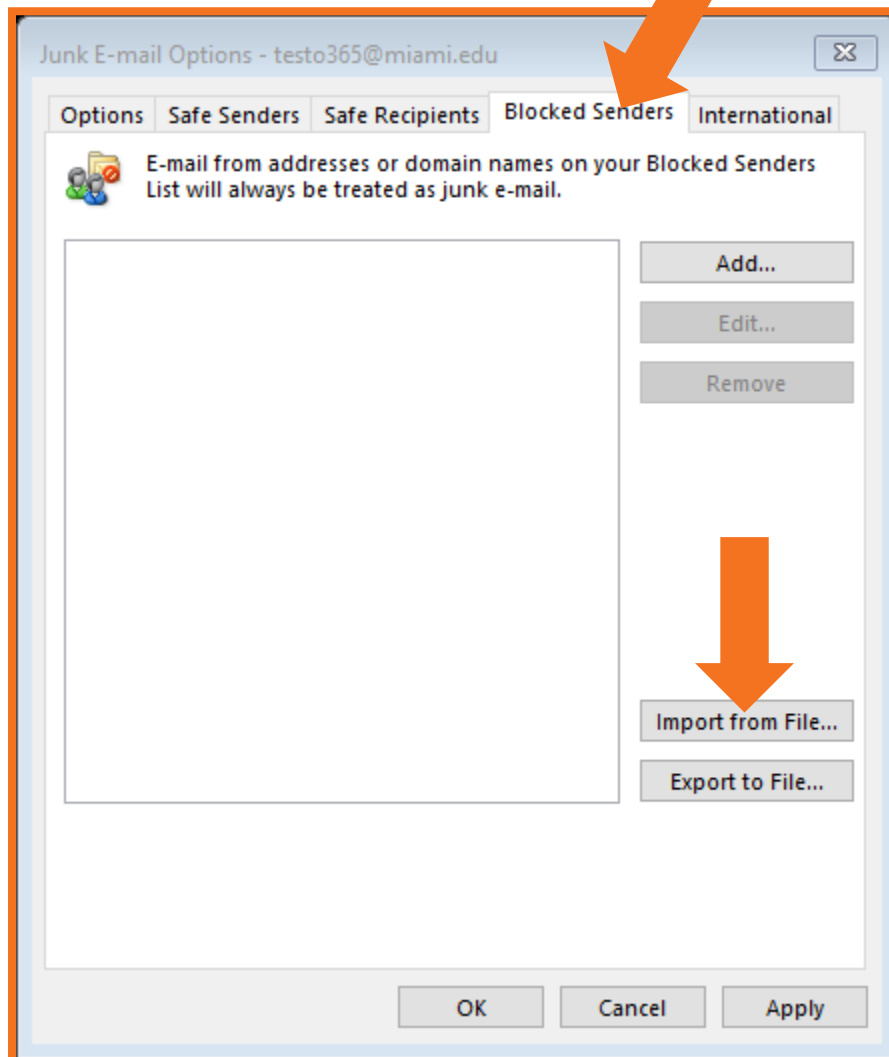 Junk E-mail Options - testo365@miami.edu
Options Safe Senders Safe Recipients Blocked Senders International
E-mail from addresses or domain names on your Blocked Senders
List will always be treated as junk e-mail.
Add...
Edit...
Remove
Import from File...
Export to File...
OK Cancel Apply